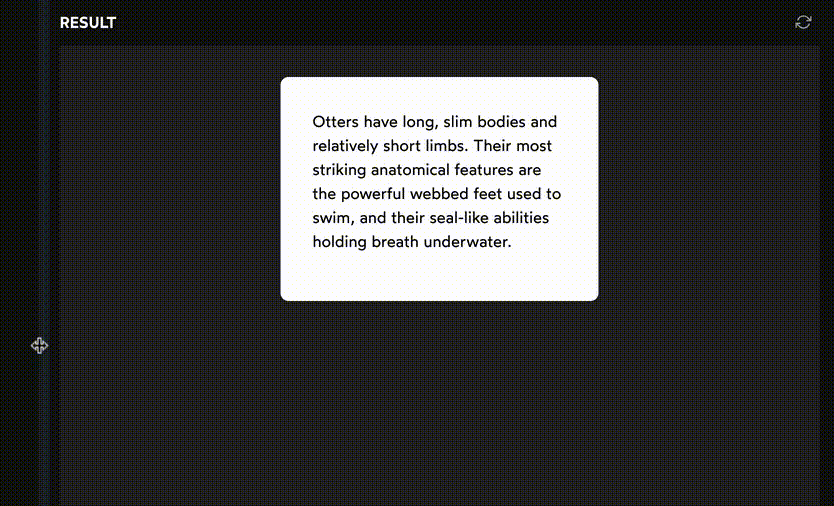 RESULT
Otters have long, slim bodies and
relatively short limbs. Their most
striking anatomical features are
the powerful webbed feet used to
swim, and their seal-like abilities
holding breath underwater.